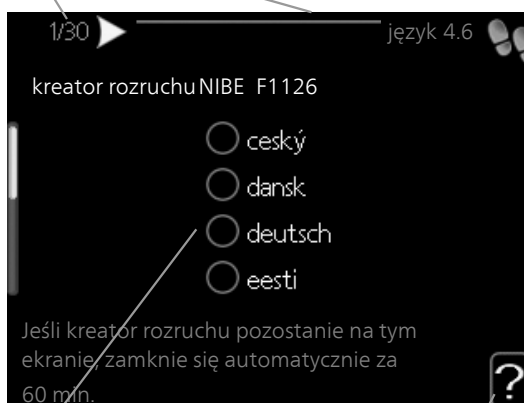 1/30 język 4.6
kreator rozruchu NIBE F1126
ceský
dansk
deutsch
eesti
Jeśli kreator rozruchu pozostanie na tym
ekranie, zamknie się automatycznie za
60 min.
?